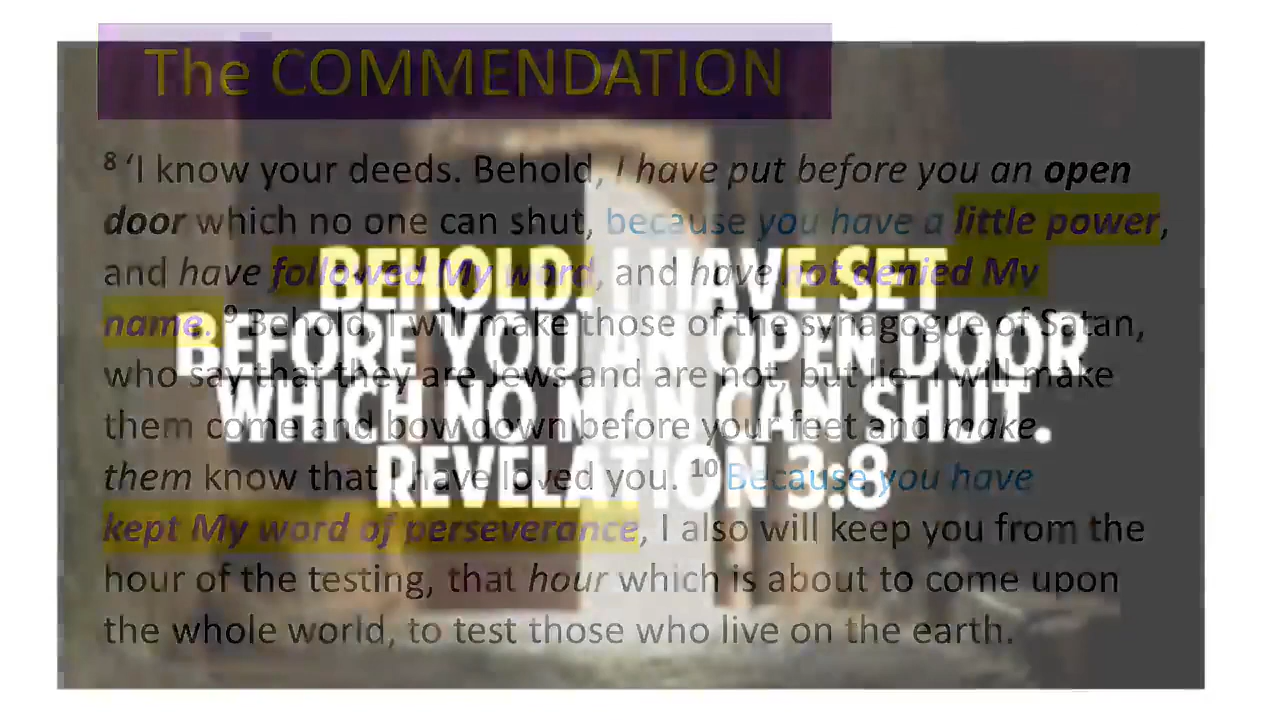 The COMMENDATION
8 ‘I know your deeds. Behold, I have put before you an open
door which no one can shut, because you have a little power,
and have followed My word, and have not denied My
name. 9 Behold, I will make those of the synagogue of Satan,
who say that they are Jews and are not, but lie—I will make
them come and bow down before your feet and make
them know that I have loved you. 10 Because you have
kept My word of perseverance, I also will keep you from the
hour of the testing, that hour which is about to come upon
the whole world, to test those who live on the earth.
BEHOLD, I HAVE SET
BEFORE YOU AN OPEN DOOR
WHICH NO MAN CAN SHUT.
REVELATION 3:8